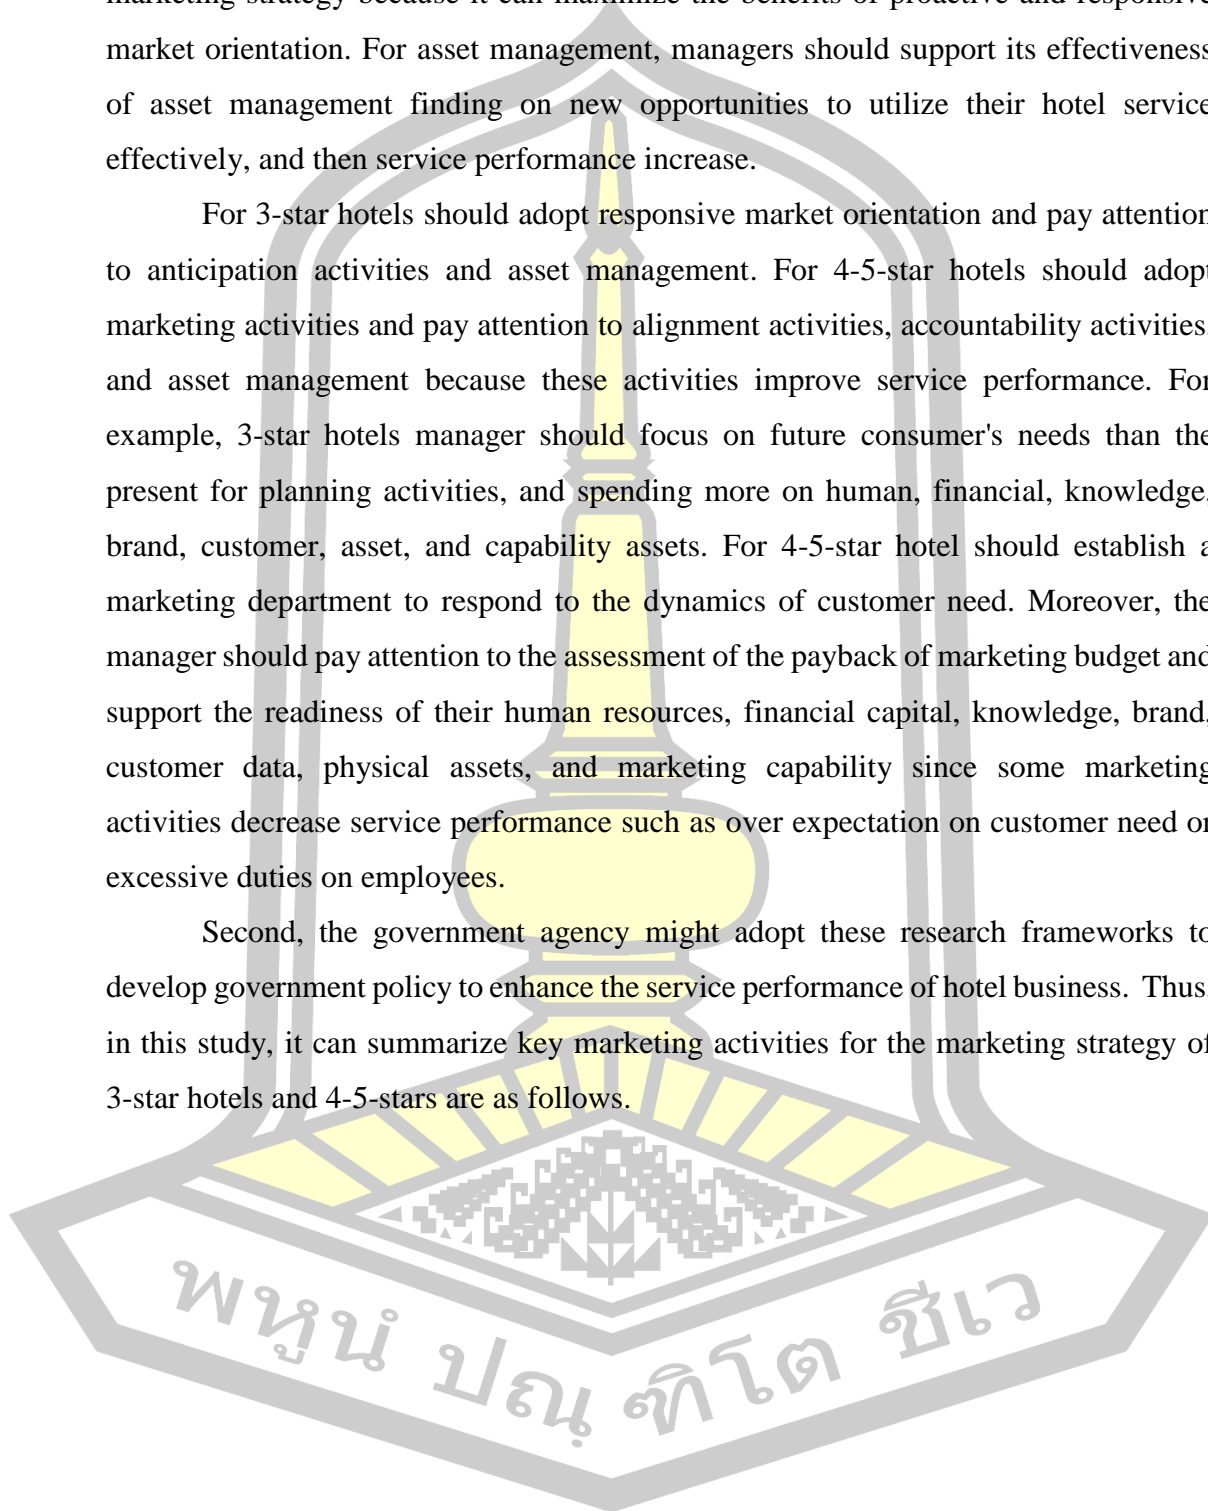 marketing strategy because it can maximize the benefits of proactive and responsive
market orientation. For asset management, managers should support its effectiveness
of asset management finding on new opportunities to utilize their hotel service
effectively, and then service performance increase.
For 3-star hotels should adopt responsive market orientation and pay attention
to anticipation activities and asset management. For 4-5-star hotels should adopt
marketing activities and pay attention to alignment activities, accountability activities,
and asset management because these activities improve service performance. For
example, 3-star hotels manager should focus on future consumer's needs than the
present for planning activities, and spending more on human, financial, knowledge,
brand, customer, asset, and capability assets. For 4-5-star hotel should establish a
marketing department to respond to the dynamics of customer need. Moreover, the
manager should pay attention to the assessment of the payback of marketing budget and
support the readiness of their human resources, financial capital, knowledge, brand,
customer data, physical assets, and marketing capability since some marketing
activities decrease service performance such as over expectation on customer need or
excessive duties on employees.
Second, the government agency might adopt these research frameworks to
develop government policy to enhance the service performance of hotel business. Thus,
in this study, it can summarize key marketing activities for the marketing strategy of
3-star hotels and 4-5-stars are as follows.
พหูนํ ปณฺฑิโต ชีเว